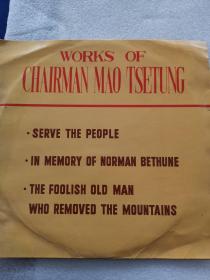 WORKS OF
CHAIRMAN MAO TSETUNG
· SERVE THE PEOPLE
· IN MEMORY OF NORMAN BETHUNE
· THE FOOLISH OLD MAN
WHO REMOVED THE MOUNTAINS